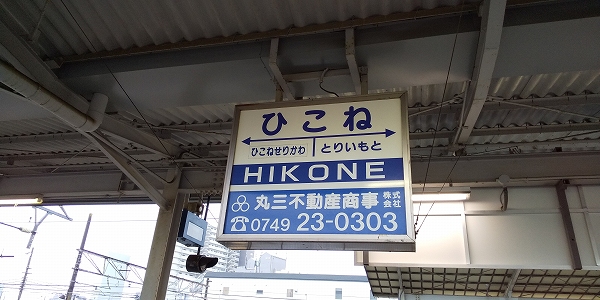 ひこね
ひこねせりかわ とりいもと
HIKONE
丸三不動産商事 株式会社
☎0749 23-0303